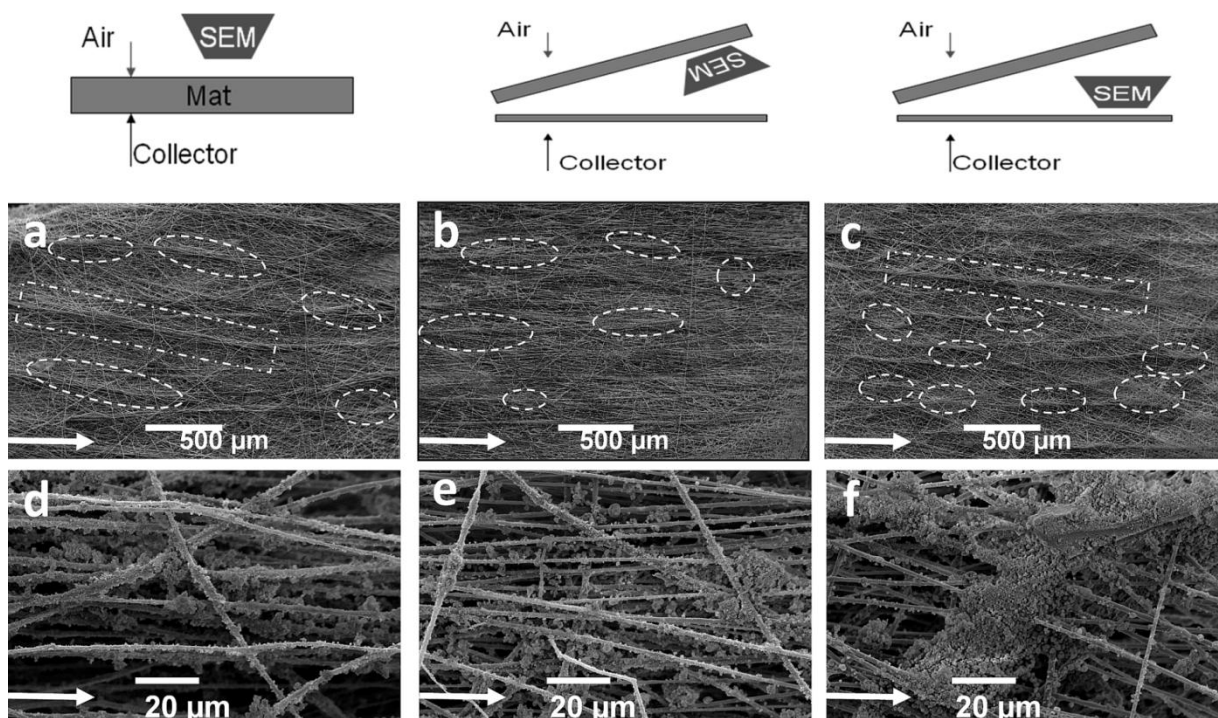 Air
SEM
Mat
Collector
Air
SEM
Collector
Air
SEM
Collector
a
b
c
500 µm
500 µm
500 µm
d
e
f
20 µm
20 µm
20 µm